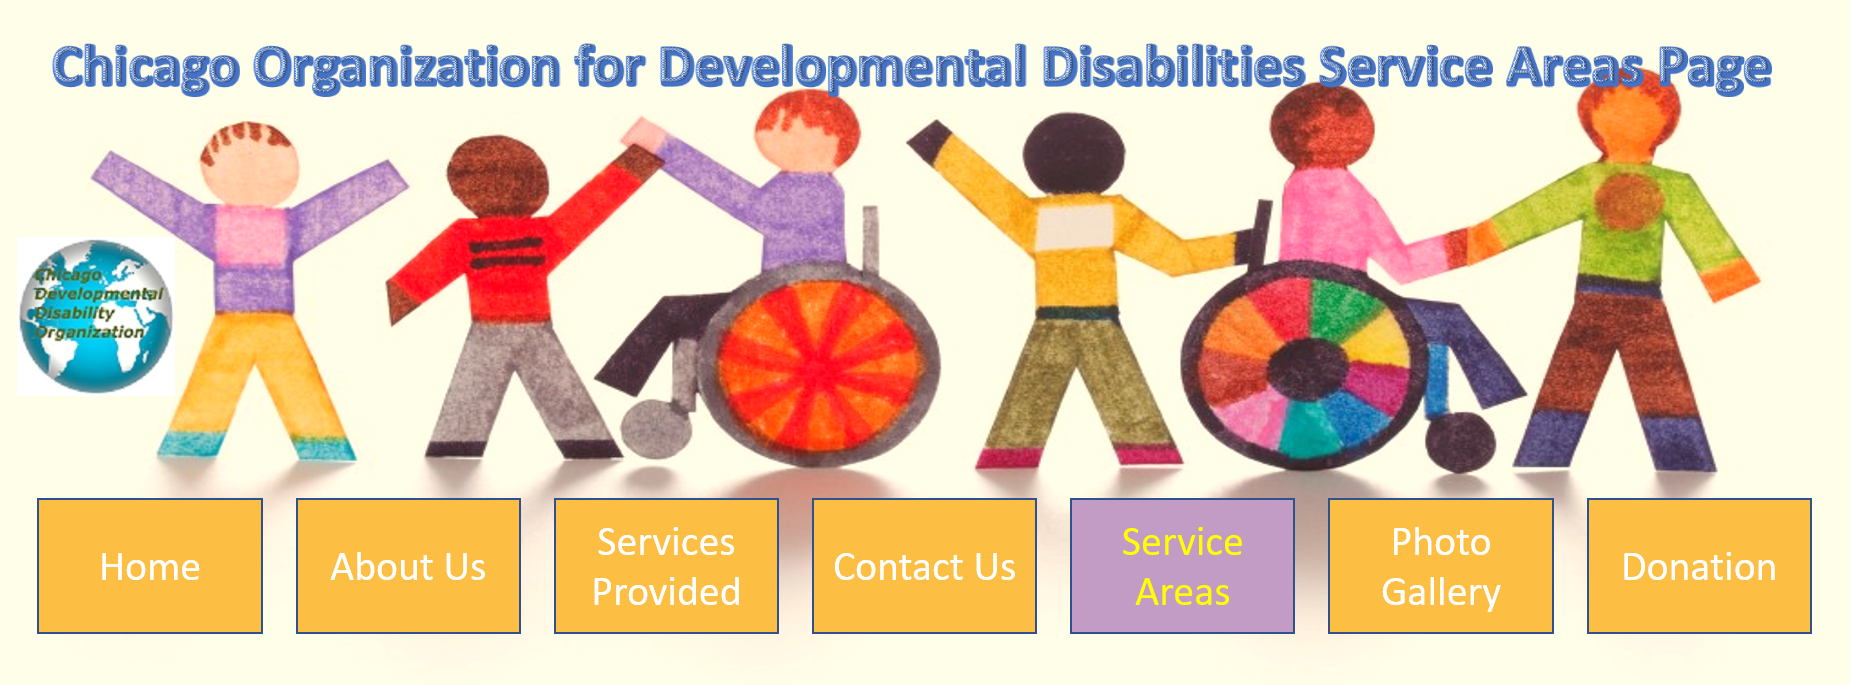 Chicago Organization for Developmental Disabilities Service Areas Page
Chicago
Developmental
Disability
Organization
Home
About Us
Services
Provided
Contact Us
Service
Areas
Photo
Gallery
Donation